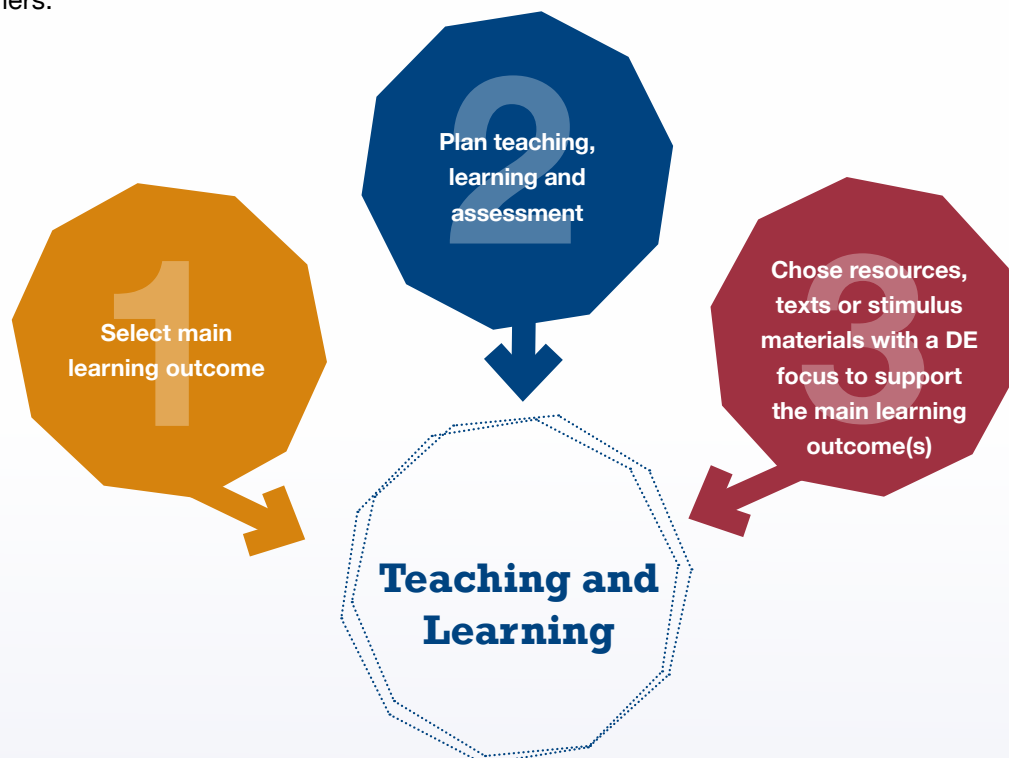 ners.
1
Select main
learning outcome
2
Plan teaching,
learning and
assessment
3
Chose resources,
texts or stimulus
materials with a DE
focus to support
the main learning
outcome(s)
Teaching and
Learning